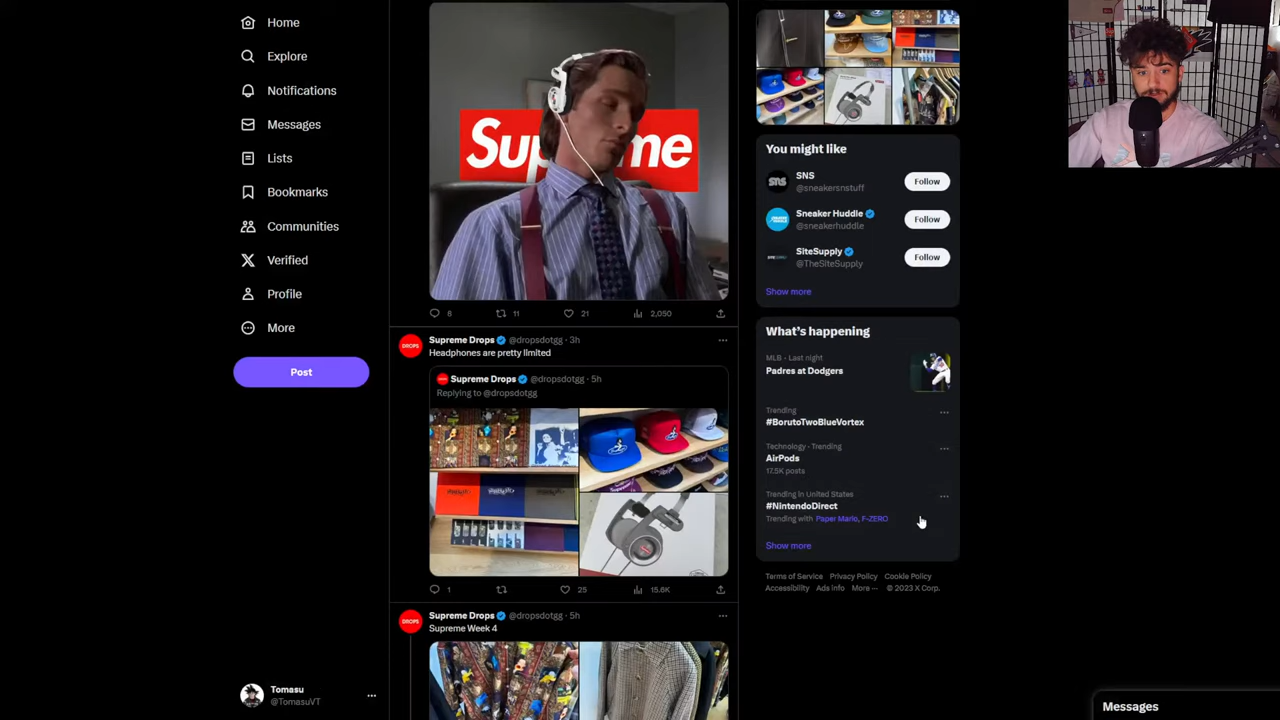 Home
Explore
Notifications
Messages
Lists
Bookmarks
Communities
Verified
Profile
More
Post
Tomasu
@TomasuVT
Supreme
8
11
21
2,050
Supreme Drops @dropsdotgg · 3h
Headphones are pretty limited
Supreme Drops @dropsdotgg · 5h
Replying to @dropsdotgg
1
25
15.6K
Supreme Drops @dropsdotgg · 5h
Supreme Week 4
You might like
SNS
@sneakersnstuff
Follow
Sneaker Huddle
@sneakerhuddle
Follow
SiteSupply
@TheSiteSupply
Follow
Show more
What's happening
MLB · Last night
Padres at Dodgers
Trending
#BorutoTwoBlueVortex
Technology · Trending
AirPods
17.5K posts
Trending in United States
#NintendoDirect
Trending with Paper Mario, F-ZERO
Show more
Terms of Service Privacy Policy Cookie Policy
Accessibility Ads info More ··· © 2023 X Corp.
Messages